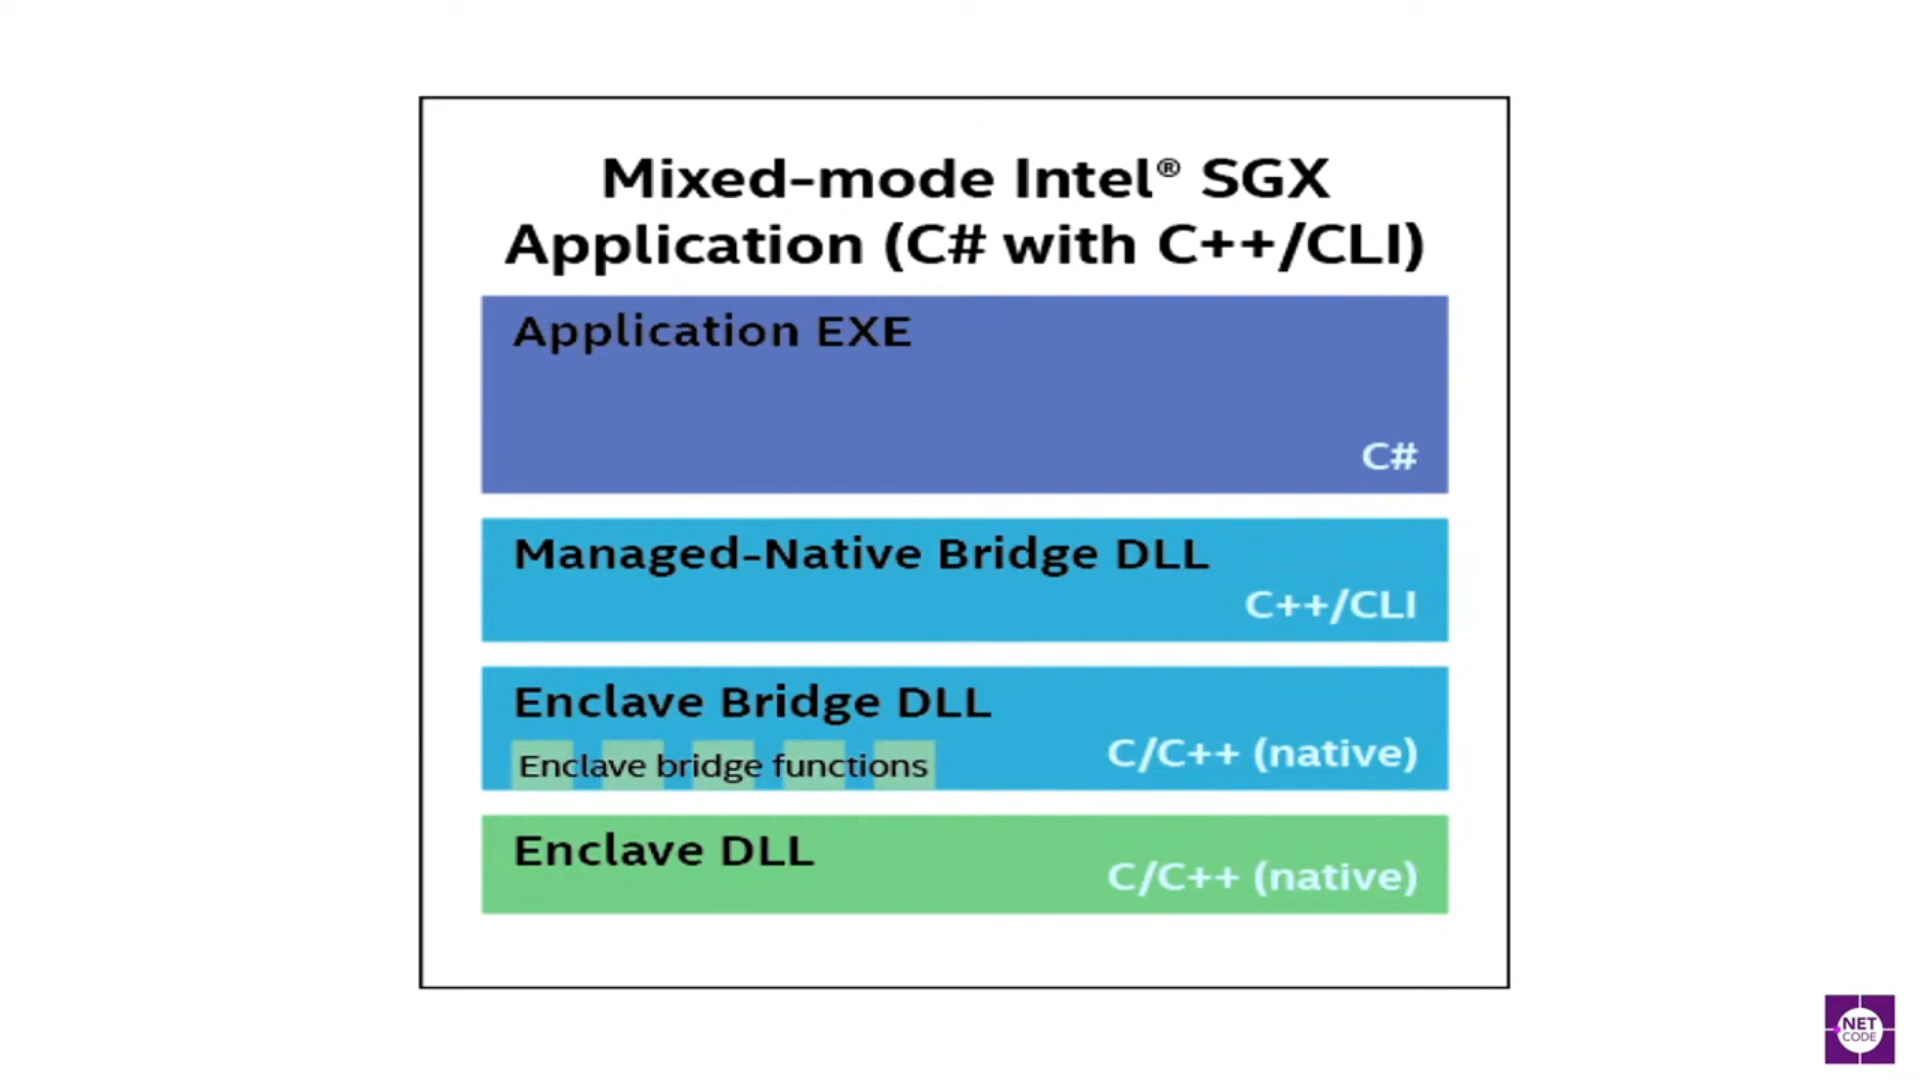 Mixed-mode Intel® SGX
Application (C# with C++/CLI)
Application EXE
C#
Managed-Native Bridge DLL
C++/CLI
Enclave Bridge DLL
Enclave bridge functions
C/C++ (native)
Enclave DLL
C/C++ (native)
.NET
CODE